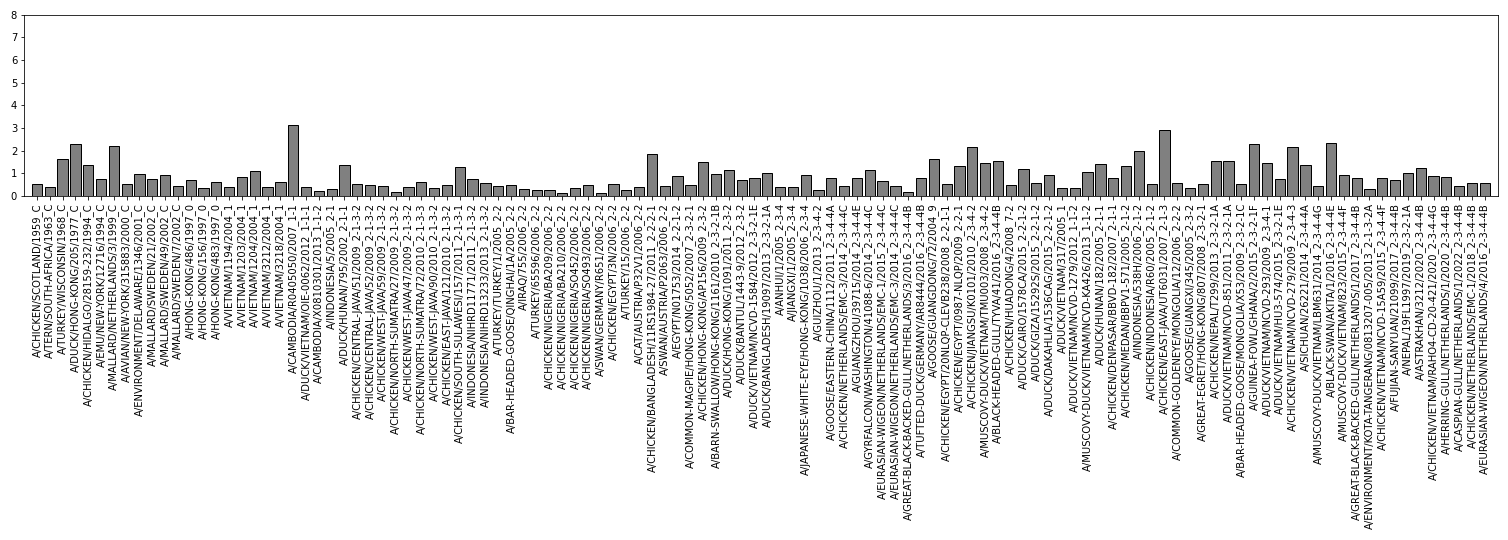 8
7
6
5
4
3
2
1
0
A/CHICKEN/SCOTLAND/1959_C
A/TERN/SOUTH-AFRICA/1963_C
A/TURKEY/WISCONSIN/1968_C
A/DUCK/HONG-KONG/205/1977_C
A/CHICKEN/HIDALGO/28159-232/1994_C
A/EMU/NEW-YORK/12716/1994_C
A/MALLARD/NETHERLANDS/3/1999_C
A/AVIAN/NEW-YORK/31588/2000_C
A/ENVIRONMENT/DELAWARE/1346/2001_C
A/MALLARD/SWEDEN/21/2002_C
A/MALLARD/SWEDEN/49/2002_C
A/MALLARD/SWEDEN/7/2002_C
A/HONG-KONG/486/1997_0
A/HONG-KONG/156/1997_0
A/HONG-KONG/483/1997_0
A/VIETNAM/1194/2004_1
A/VIETNAM/1203/2004_1
A/VIETNAM/1204/2004_1
A/VIETNAM/3212/2004_1
A/VIETNAM/3218/2004_1
A/CAMBODIA/R0405050/2007_1-1
A/DUCK/VIETNAM/OIE-0062/2012_1-1
A/CAMBODIA/X0810301/2013_1-1-2
A/INDONESIA/5/2005_2-1
A/DUCK/HUNAN/795/2002_2-1-1
A/CHICKEN/CENTRAL-JAVA/51/2009_2-1-3-2
A/CHICKEN/CENTRAL-JAVA/52/2009_2-1-3-2
A/CHICKEN/WEST-JAVA/59/2009_2-1-3-2
A/CHICKEN/NORTH-SUMATRA/27/2009_2-1-3-2
A/CHICKEN/WEST-JAVA/47/2009_2-1-3-2
A/CHICKEN/NORTH-SUMATRA/42/2010_2-1-3-3
A/CHICKEN/WEST-JAVA/90/2010_2-1-3-2
A/CHICKEN/EAST-JAVA/121/2010_2-1-3-2
A/CHICKEN/SOUTH-SULAWESI/157/2011_2-1-3-1
A/INDONESIA/NIHRD11771/2011_2-1-3-2
A/INDONESIA/NIHRD13233/2013_2-1-3-2
A/TURKEY/TURKEY/1/2005_2-2
A/BAR-HEADED-GOOSE/QINGHAI/1A/2005_2-2
A/IRAQ/755/2006_2-2
A/TURKEY/65596/2006_2-2
A/CHICKEN/NIGERIA/BA209/2006_2-2
A/CHICKEN/NIGERIA/BA210/2006_2-2
A/CHICKEN/NIGERIA/SO452/2006_2-2
A/CHICKEN/NIGERIA/SO493/2006_2-2
A/SWAN/GERMANY/R65/1/2006_2-2
A/CHICKEN/EGYPT/3/N/2006_2-2
A/TURKEY/15/2006_2-2
A/CAT/AUSTRIA/P32V1/2006_2-2
A/CHICKEN/BANGLADESH/11RS1984-27/2011_2-2-2-1
A/SWAN/AUSTRIA/P2063/2006_2-2
A/EGYPT/N01753/2014_2-2-1-2
A/COMMON-MAGPIE/HONG-KONG/5052/2007_2-3-2-1
A/CHICKEN/HONG-KONG/AP156/2009_2-3-2
A/BARN-SWALLOW/HONG-KONG/1161/2010_2-3-2-1B
A/DUCK/HONG-KONG/1091/2011_2-3-2
A/DUCK/BANTUL/14443-9/2012_2-3-2
A/DUCK/VIETNAM/NCVD-1584/2012_2-3-2-1E
A/DUCK/BANGLADESH/19097/2013_2-3-2-1A
A/ANHUI/1/2005_2-3-4
A/JIANGXI/1/2005_2-3-4
A/JAPANESE-WHITE-EYE/HONG-KONG/1038/2006_2-3-4
A/GUIZHOU/1/2013_2-3-4-2
A/GOOSE/EASTERN-CHINA/1112/2011_2-3-4-4A
A/CHICKEN/NETHERLANDS/EMC-3/2014_2-3-4-4C
A/GUANGZHOU/39715/2014_2-3-4-4E
A/GYRFALCON/WASHINGTON/41088-6/2014_2-3-4-4C
A/EURASIAN-WIGEON/NETHERLANDS/EMC-1/2015_2-3-4-4C
A/EURASIAN-WIGEON/NETHERLANDS/EMC-3/2014_2-3-4-4C
A/GREAT-BLACK-BACKED-GULL/NETHERLANDS/3/2016_2-3-4-4B
A/TUFTED-DUCK/GERMANY/AR8444/2016_2-3-4-4B
A/GOOSE/GUANGDONG/72/2004_9
A/CHICKEN/EGYPT/20NLQP-CLEVB238/2008_2-2-1-1
A/CHICKEN/EGYPT/0987-NLQP/2009_2-2-1
A/CHICKEN/JIANGSU/K0101/2010_2-3-4-2
A/MUSCOVY-DUCK/VIETNAM/TMU003/2008_2-3-4-2
A/BLACK-HEADED-GULL/TYVA/41/2016_2-3-4-4B
A/CHICKEN/HUADONG/4/2008_7-2
A/DUCK/GIZA/15292S/2015_2-2-1-2
A/DUCK/DAKAHLIA/1536CAG/2015_2-2-1-2
A/DUCK/VIETNAM/317/2005_1
A/DUCK/VIETNAM/NCVD-1279/2012_1-1-2
A/MUSCOVY-DUCK/VIETNAM/NCVD-KA426/2013_1-1-2
A/DUCK/HUNAN/182/2005_2-1-1
A/CHICKEN/DENPASAR/BBVD-182/2007_2-1-1
A/CHICKEN/MEDAN/BBPV1-571/2005_2-1-2
A/INDONESIA/538H/2006_2-1-2
A/CHICKEN/INDONESIA/R60/2005_2-1-3
A/CHICKEN/EAST-JAVA/UT6031/2007_2-1-3
A/COMMON-GOLDENEYE/MONGOLIA/12/2006_2-2
A/GOOSE/GUANGXI/345/2005_2-3-2
A/GREAT-EGRET/HONG-KONG/807/2008_2-3-2-1
A/CHICKEN/NEPAL/T299/2013_2-3-2-1A
A/DUCK/VIETNAM/NCVD-851/2011_2-3-2-1A
A/BAR-HEADED-GOOSE/MONGOLIA/X53/2009_2-3-2-1C
A/GUINEA-FOWL/GHANA/2/2015_2-3-2-1F
A/DUCK/VIETNAM/NCVD-293/2009_2-3-4-1
A/DUCK/VIETNAM/HU3-574/2011_2-3-2-1E
A/CHICKEN/VIETNAM/NCVD-279/2009_2-3-4-3
A/SICHUAN/26221/2014_2-3-4-4A
A/MUSCOVY-DUCK/VIETNAM/LBM631/2014_2-3-4-4G
A/BLACK-SWAN/AKITA/1/2016_2-3-4-4E
A/MUSCOVY-DUCK/VIETNAM/823/2015_2-3-4-4F
A/GREAT-BLACK-BACKED-GULL/NETHERLANDS/1/2017_2-3-4-4B
A/ENVIRONMENT/KOTA-TANGERANG/0813207-005/2013_2-1-3-2A
A/CHICKEN/VIETNAM/NCVD-15A59/2015_2-3-4-4F
A/FUJIAN-SANYUAN/21099/2017_2-3-4-4B
A/NEPAL/19FL1997/2019_2-3-2-1A
A/ASTRAKHAN/3212/2020_2-3-4-4B
A/CHICKEN/VIETNAM/RAHO4-CD-20-421/2020_2-3-4-4G
A/HERRING-GULL/NETHERLANDS/1/2022_2-3-4-4B
A/CASPIAN-GULL/NETHERLANDS/1/2022_2-3-4-4B
A/CHICKEN/NETHERLANDS/EMC-1/2018_2-3-4-4B
A/EURASIAN-WIGEON/NETHERLANDS/4/2016_2-3-4-4B